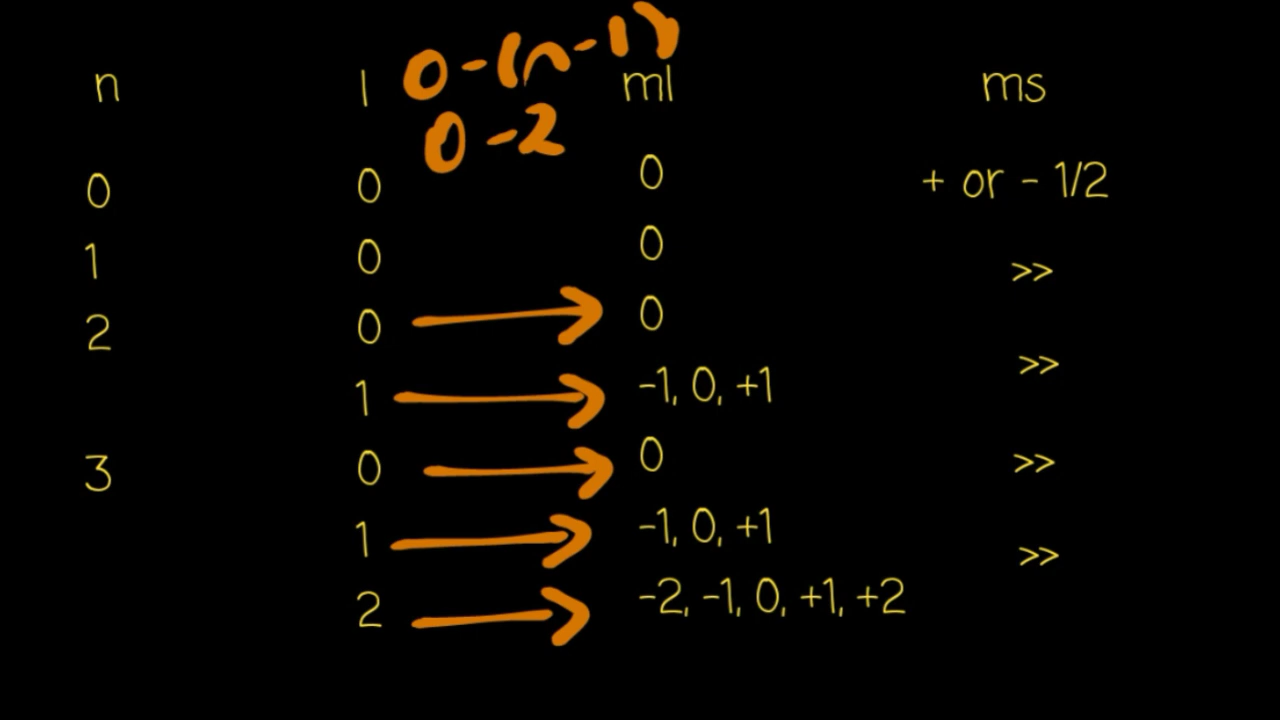 0-(n-1)
n l ml ms
0-2
0 0 0 + or - 1/2
1 0 0 >>
2 0 0
1 -1, 0, +1 >>
3 0 0 >>
1 -1, 0, +1 >>
2 -2, -1, 0, +1, +2